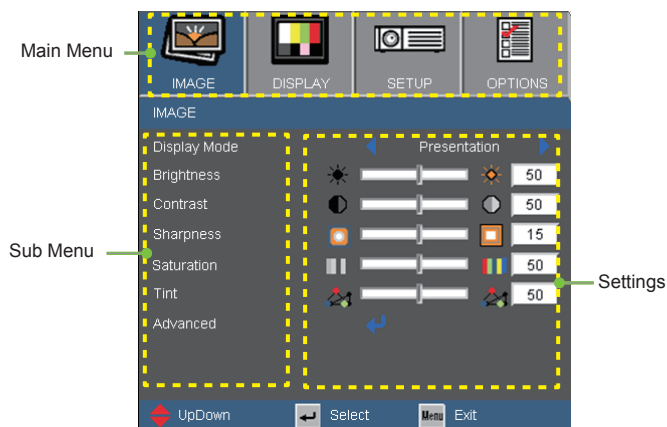 Main Menu
IMAGE DISPLAY SETUP OPTIONS
IMAGE
Display Mode Presentation
Brightness 50
Contrast 50
Sharpness 15
Sub Menu
Saturation 50
Settings
Tint 50
Advanced
UpDown Select Menu Exit